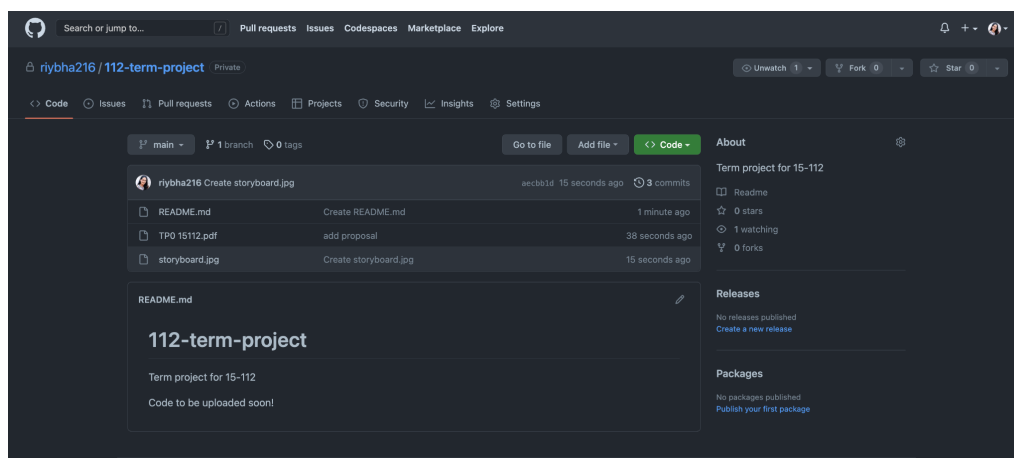 Search or jump to... /
Pull requests Issues Codespaces Marketplace Explore
riybha216 / 112-term-project Private
Unwatch 1 Fork 0 Star 0
Code Issues Pull requests Actions Projects Security Insights Settings
main 1 branch 0 tags
Go to file Add file Code
riybha216 Create storyboard.jpg aecbb1d 15 seconds ago 3 commits
README.md Create README.md 1 minute ago
TP0 15112.pdf add proposal 38 seconds ago
storyboard.jpg Create storyboard.jpg 15 seconds ago
README.md
112-term-project
Term project for 15-112
Code to be uploaded soon!
About
Term project for 15-112
Readme
0 stars
1 watching
0 forks
Releases
No releases published
Create a new release
Packages
No packages published
Publish your first package